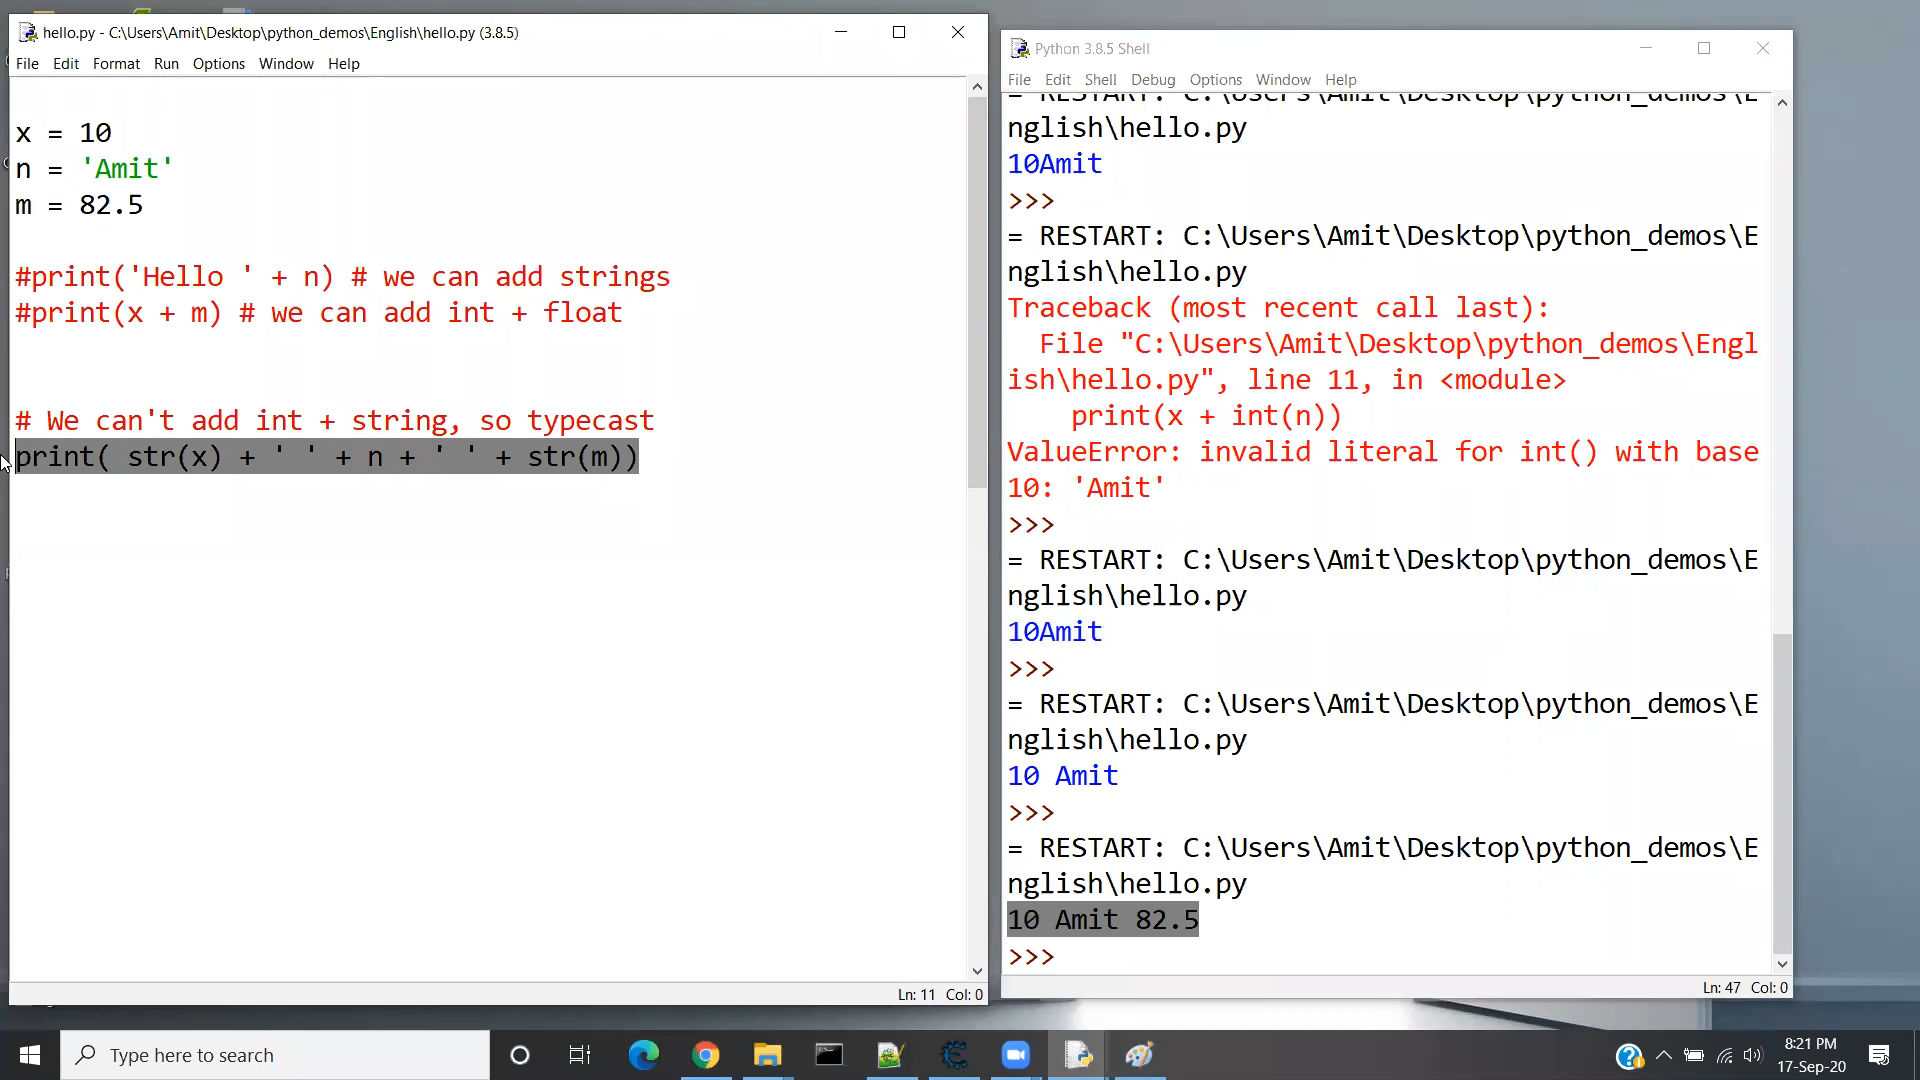 hello.py - C:\Users\Amit\Desktop\python_demos\English\hello.py (3.8.5)
File Edit Format Run Options Window Help
x = 10
n = 'Amit'
m = 82.5
#print('Hello ' + n) # we can add strings
#print(x + m) # we can add int + float
# We can't add int + string, so typecast
print( str(x) + ' ' + n + ' ' + str(m))
Ln: 11 Col: 0
Python 3.8.5 Shell
File Edit Shell Debug Options Window Help
= RESTART: C:\Users\Amit\Desktop\python_demos\E
nglish\hello.py
10Amit
>>>
= RESTART: C:\Users\Amit\Desktop\python_demos\E
nglish\hello.py
Traceback (most recent call last):
  File "C:\Users\Amit\Desktop\python_demos\Engl
ish\hello.py", line 11, in <module>
    print(x + int(n))
ValueError: invalid literal for int() with base
10: 'Amit'
>>>
= RESTART: C:\Users\Amit\Desktop\python_demos\E
nglish\hello.py
10Amit
>>>
= RESTART: C:\Users\Amit\Desktop\python_demos\E
nglish\hello.py
10 Amit
>>>
= RESTART: C:\Users\Amit\Desktop\python_demos\E
nglish\hello.py
10 Amit 82.5
>>>
Ln: 47 Col: 0
Type here to search
8:21 PM
17-Sep-20